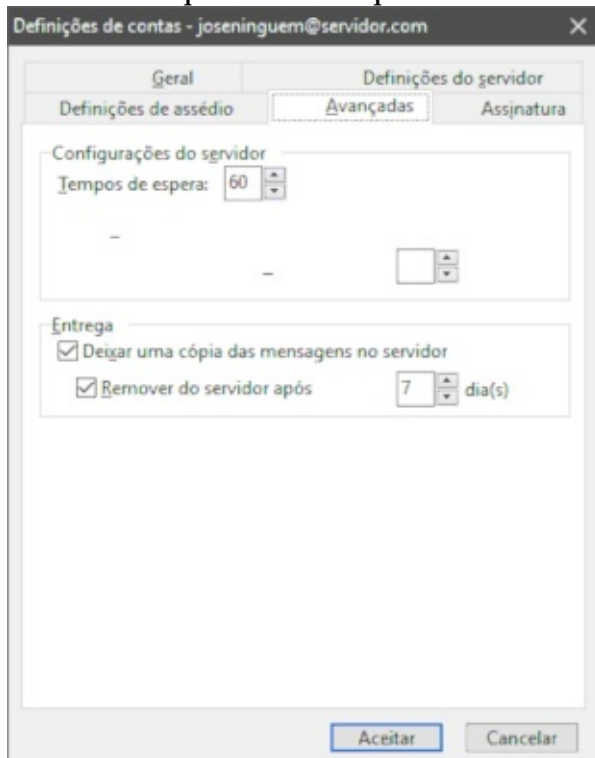 Definições de contas - joseninguem@servidor.com
Geral Definições do servidor
Definições de assédio Avançadas Assinatura
Configurações do servidor
Tempos de espera: 60
–
–
Entrega
Deixar uma cópia das mensagens no servidor
Remover do servidor após 7 dia(s)
Aceitar Cancelar